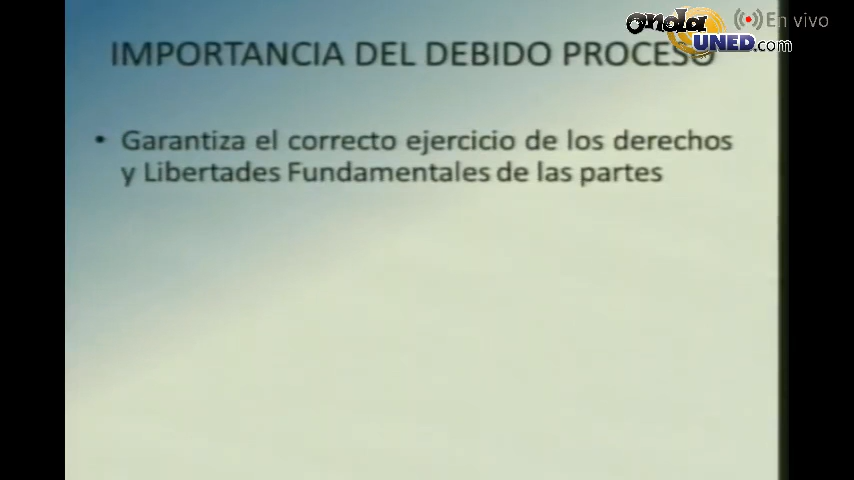 onda
UNED.com
En vivo
IMPORTANCIA DEL DEBIDO PROCESO
• Garantiza el correcto ejercicio de los derechos
y Libertades Fundamentales de las partes